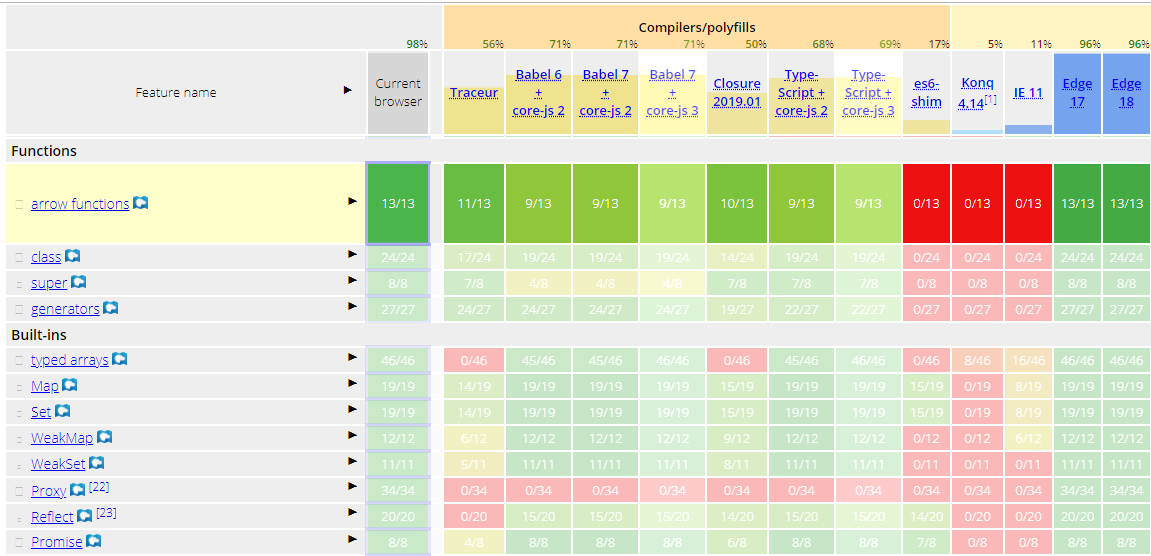 Compilers/polyfills
98% 56% 71% 71% 71% 50% 68% 69% 17% 5% 11% 96% 96%
Feature name ► Current browser Traceur Babel 6 + core-js 2 Babel 7 + core-js 2 Babel 7 + core-js 3 Closure 2019.01 Type-Script + core-js 2 Type-Script + core-js 3 es6-shim Konq 4.14[1] IE 11 Edge 17 Edge 18
Functions
arrow functions ► 13/13 11/13 9/13 9/13 9/13 10/13 9/13 9/13 0/13 0/13 0/13 13/13 13/13
class ► 24/24 17/24 19/24 19/24 19/24 14/24 19/24 19/24 0/24 0/24 0/24 24/24 24/24
super ► 8/8 7/8 4/8 4/8 4/8 7/8 7/8 7/8 0/8 0/8 0/8 8/8 8/8
generators ► 27/27 24/27 24/27 24/27 24/27 19/27 22/27 22/27 0/27 0/27 0/27 27/27 27/27
Built-ins
typed arrays ► 46/46 0/46 45/46 45/46 46/46 0/46 45/46 46/46 0/46 8/46 16/46 46/46 46/46
Map ► 19/19 14/19 19/19 19/19 19/19 15/19 19/19 19/19 15/19 0/19 8/19 19/19 19/19
Set ► 19/19 14/19 19/19 19/19 19/19 15/19 19/19 19/19 15/19 0/19 8/19 19/19 19/19
WeakMap ► 12/12 6/12 12/12 12/12 12/12 9/12 12/12 12/12 0/12 0/12 6/12 12/12 12/12
WeakSet ► 11/11 5/11 11/11 11/11 11/11 8/11 11/11 11/11 0/11 0/11 0/11 11/11 11/11
Proxy [22] ► 34/34 0/34 0/34 0/34 0/34 0/34 0/34 0/34 0/34 0/34 0/34 34/34 34/34
Reflect [23] ► 20/20 0/20 15/20 15/20 15/20 14/20 15/20 15/20 14/20 0/20 0/20 20/20 20/20
Promise ► 8/8 4/8 8/8 8/8 8/8 6/8 8/8 8/8 7/8 0/8 0/8 8/8 8/8